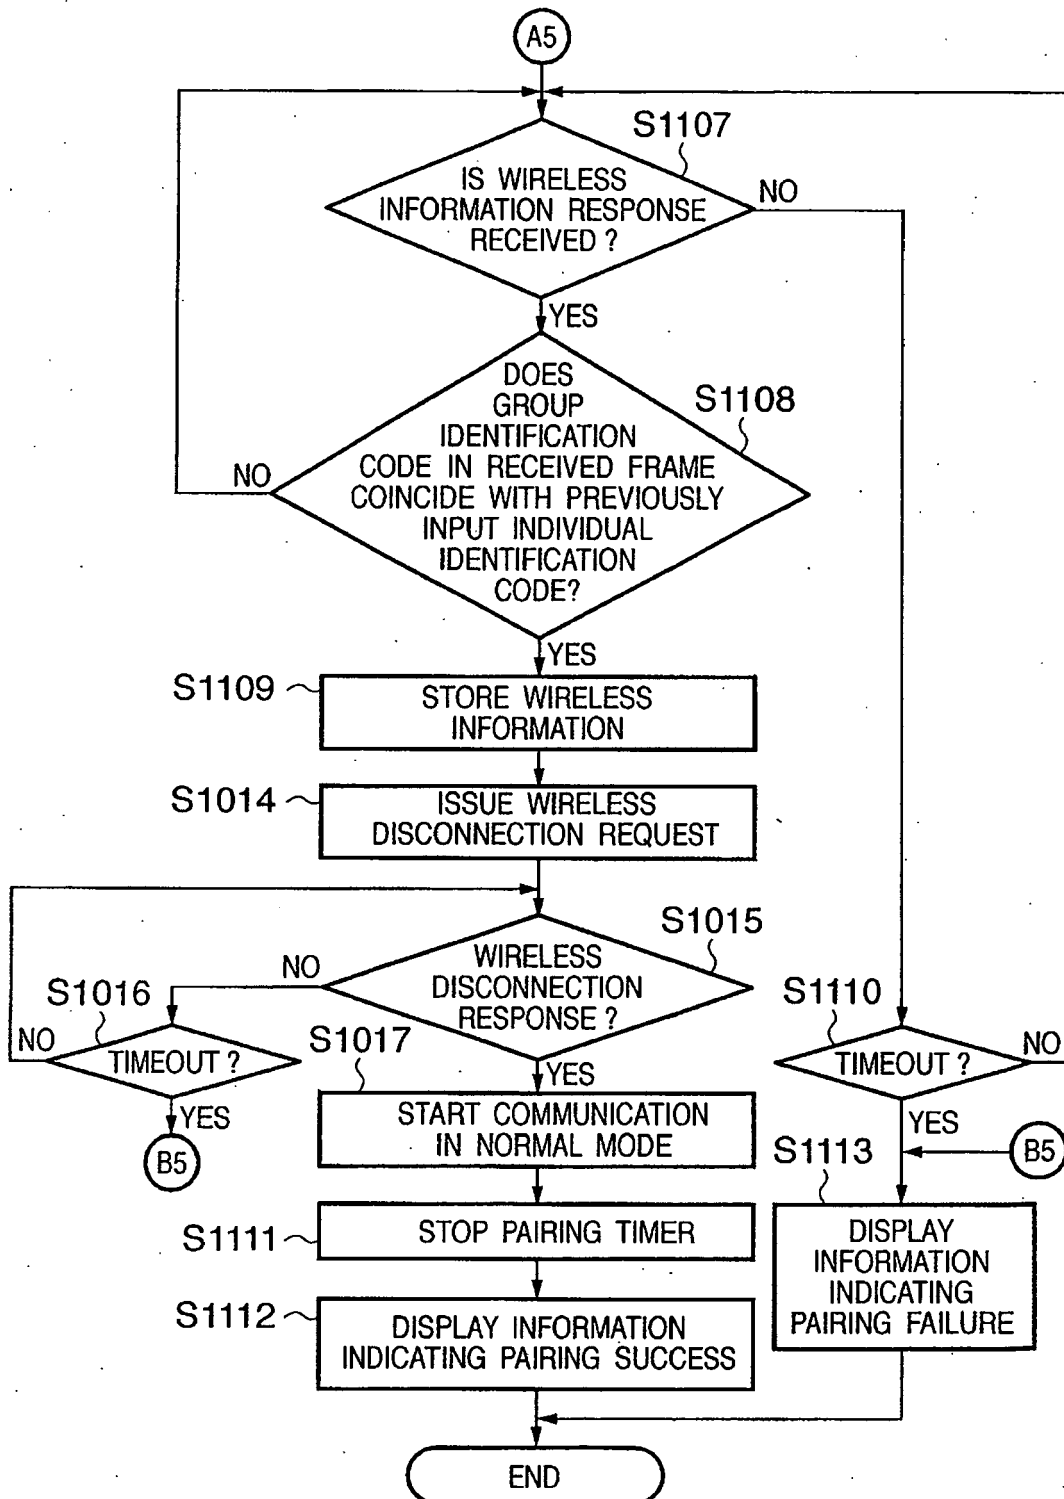 A5
S1107
IS WIRELESS
INFORMATION RESPONSE
RECEIVED ?
NO
YES
DOES
GROUP
IDENTIFICATION
CODE IN RECEIVED FRAME
COINCIDE WITH PREVIOUSLY
INPUT INDIVIDUAL
IDENTIFICATION
CODE?
S1108
NO
YES
S1109
STORE WIRELESS
INFORMATION
S1014
ISSUE WIRELESS
DISCONNECTION REQUEST
S1015
WIRELESS
DISCONNECTION
RESPONSE ?
NO
S1016
NO
TIMEOUT ?
YES
B5
YES
S1017
START COMMUNICATION
IN NORMAL MODE
S1110
TIMEOUT ?
NO
YES
B5
S1113
DISPLAY
INFORMATION
INDICATING
PAIRING FAILURE
S1111
STOP PAIRING TIMER
S1112
DISPLAY INFORMATION
INDICATING PAIRING SUCCESS
END